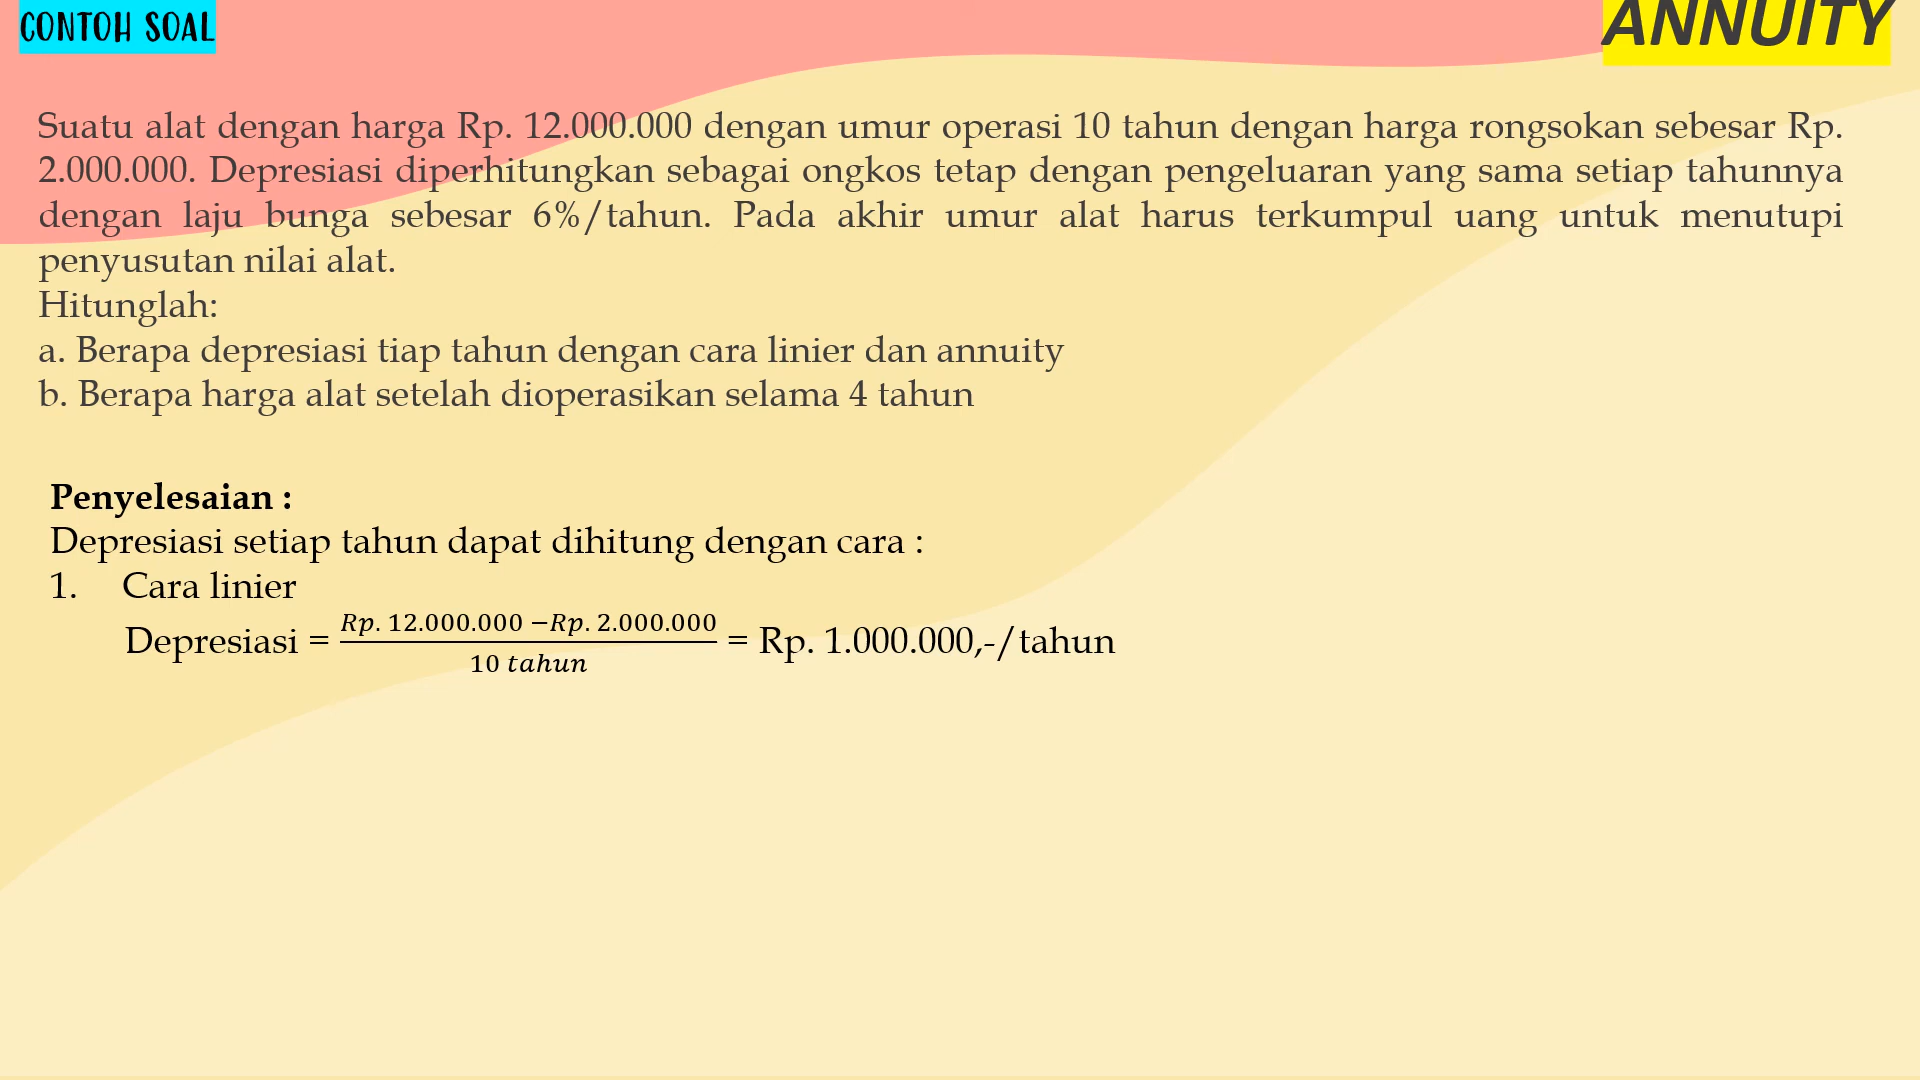 CONTOH SOAL
ANNUITY
Suatu alat dengan harga Rp. 12.000.000 dengan umur operasi 10 tahun dengan harga rongsokan sebesar Rp.
2.000.000. Depresiasi diperhitungkan sebagai ongkos tetap dengan pengeluaran yang sama setiap tahunnya
dengan laju bunga sebesar 6%/tahun. Pada akhir umur alat harus terkumpul uang untuk menutupi
penyusutan nilai alat.
Hitunglah:
a. Berapa depresiasi tiap tahun dengan cara linier dan annuity
b. Berapa harga alat setelah dioperasikan selama 4 tahun
Penyelesaian :
Depresiasi setiap tahun dapat dihitung dengan cara :
1. Cara linier
Depresiasi = Rp. 12.000.000 −Rp. 2.000.000 / 10 tahun = Rp. 1.000.000,-/tahun